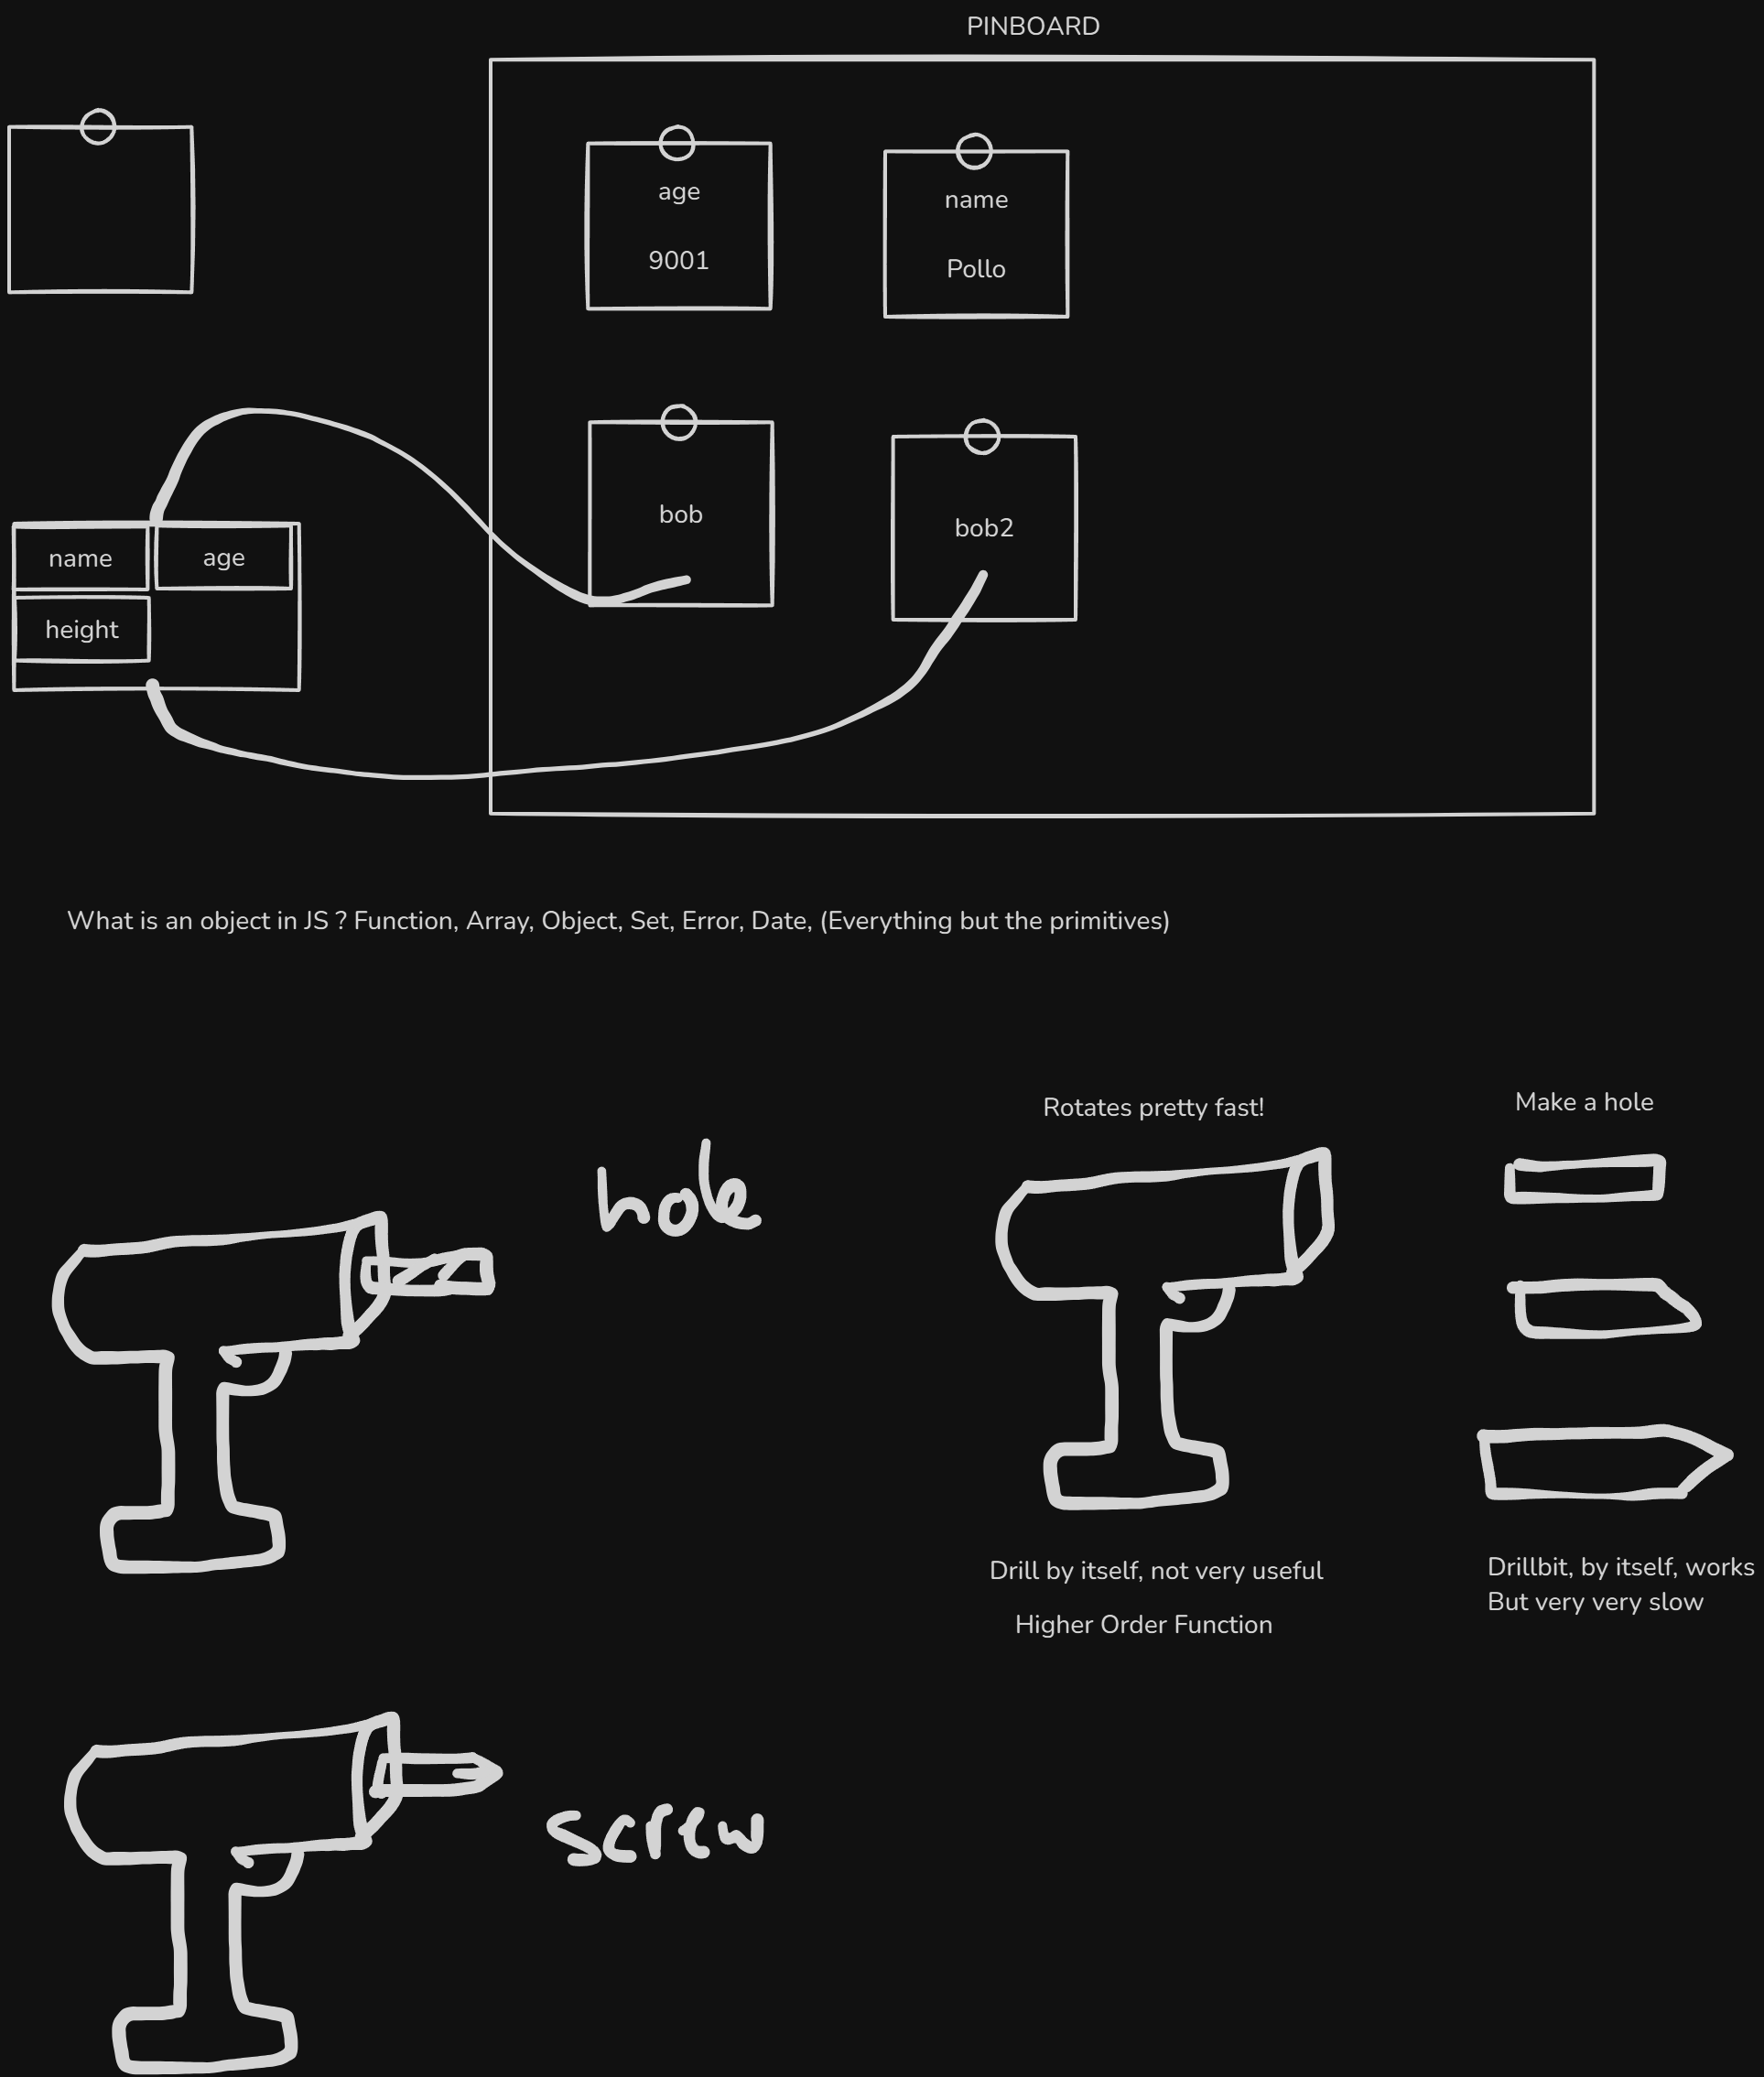 PINBOARD
age
9001
name
Pollo
bob
bob2
name
age
height
What is an object in JS ? Function, Array, Object, Set, Error, Date, (Everything but the primitives)
hole
Rotates pretty fast!
Make a hole
Drill by itself, not very useful
Higher Order Function
Drillbit, by itself, works
But very very slow
screw